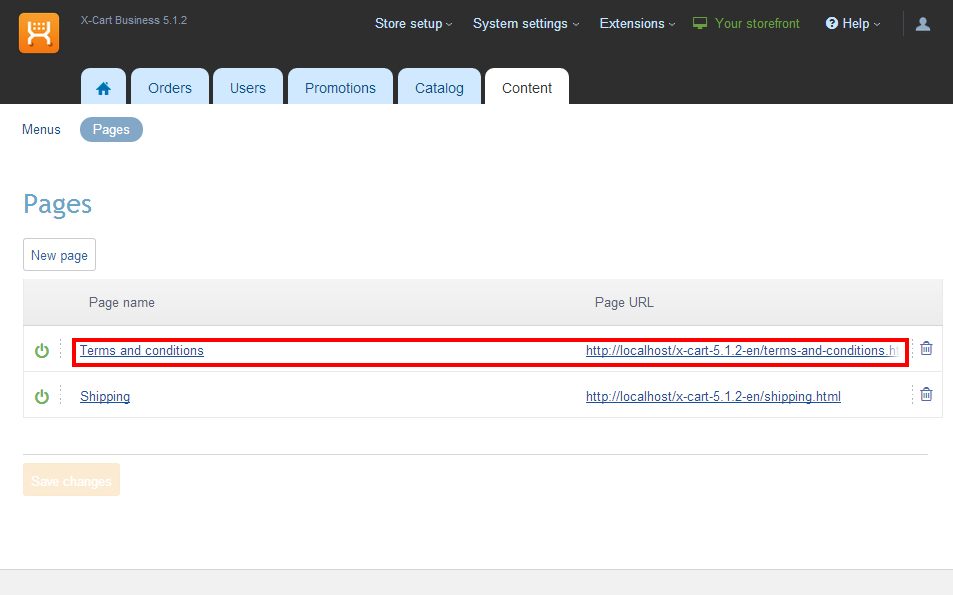 X-Cart Business 5.1.2
Store setup System settings Extensions Your storefront ? Help
Orders Users Promotions Catalog Content
Menus Pages
Pages
New page
Page name Page URL
Terms and conditions http://localhost/x-cart-5.1.2-en/terms-and-conditions.h
Shipping http://localhost/x-cart-5.1.2-en/shipping.html
Save changes